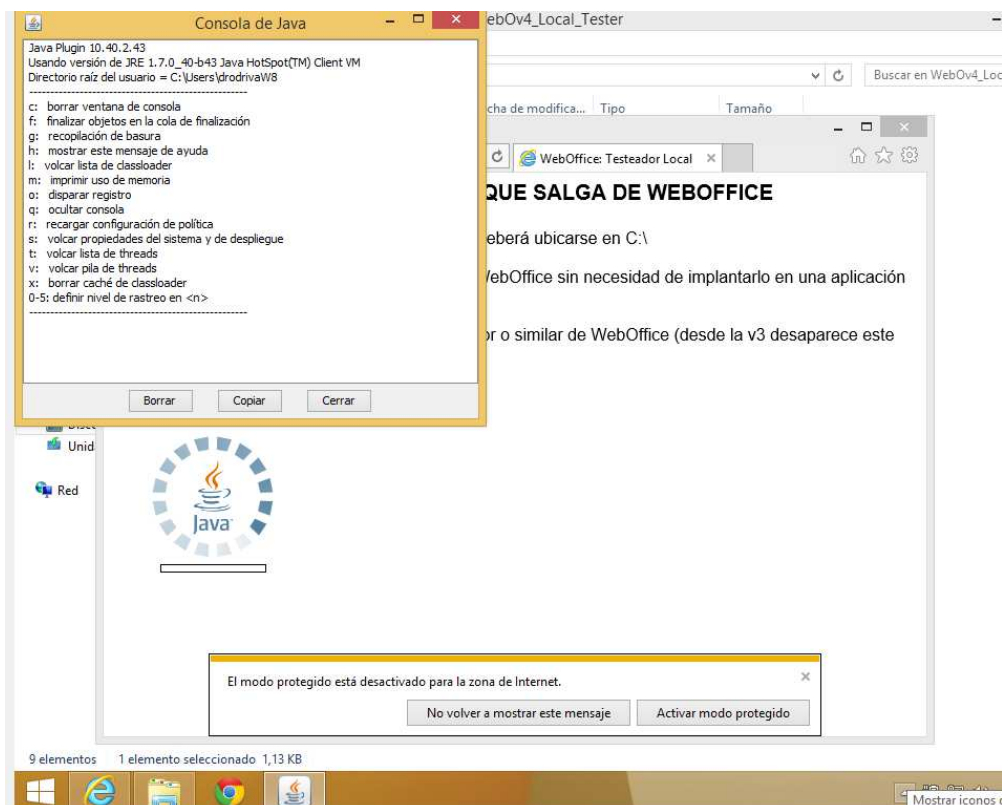 Consola de Java
ebOv4_Local_Tester
Java Plugin 10.40.2.43
Usando versión de JRE 1.7.0_40-b43 Java HotSpot(TM) Client VM
Directorio raíz del usuario = C:\Users\drodrivaW8
----------------------------------------------------
c: borrar ventana de consola
f: finalizar objetos en la cola de finalización
g: recopilación de basura
h: mostrar este mensaje de ayuda
l: volcar lista de classloader
m: imprimir uso de memoria
o: disparar registro
q: ocultar consola
r: recargar configuración de política
s: volcar propiedades del sistema y de despliegue
t: volcar lista de threads
v: volcar pila de threads
x: borrar caché de classloader
0-5: definir nivel de rastreo en <n>
----------------------------------------------------
Borrar Copiar Cerrar
Buscar en WebOv4_Loc
cha de modifica... Tipo Tamaño
WebOffice: Testeador Local
QUE SALGA DE WEBOFFICE
eberá ubicarse en C:\
/ebOffice sin necesidad de implantarlo en una aplicación
or o similar de WebOffice (desde la v3 desaparece este
Unid
Red
Java
El modo protegido está desactivado para la zona de Internet.
No volver a mostrar este mensaje Activar modo protegido
9 elementos 1 elemento seleccionado 1,13 KB
Mostrar iconos